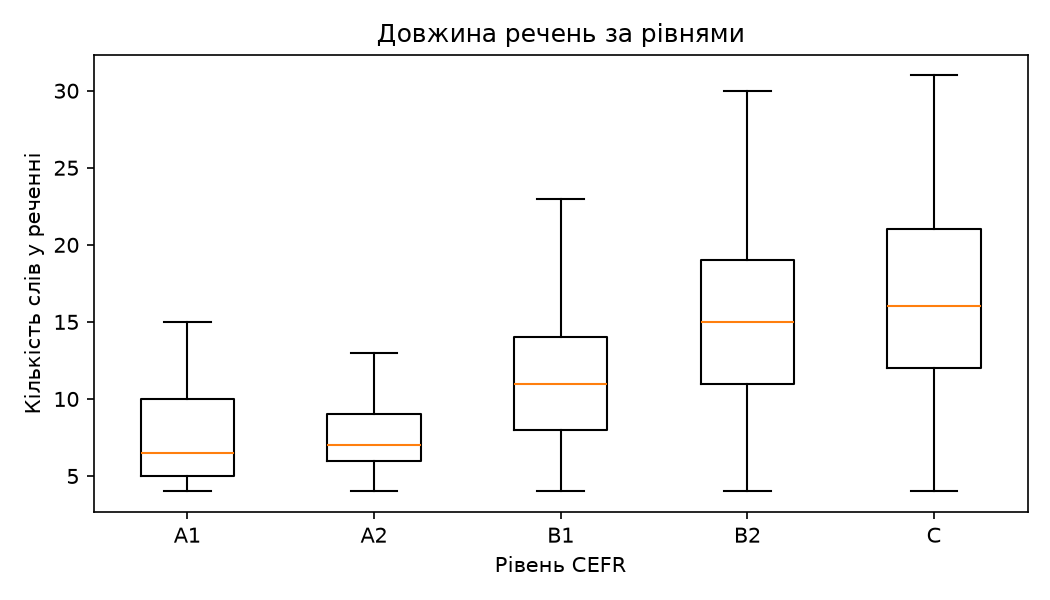 Довжина речень за рівнями
Кількість слів у реченні
30
25
20
15
10
5
A1
A2
B1
B2
C
Рівень CEFR